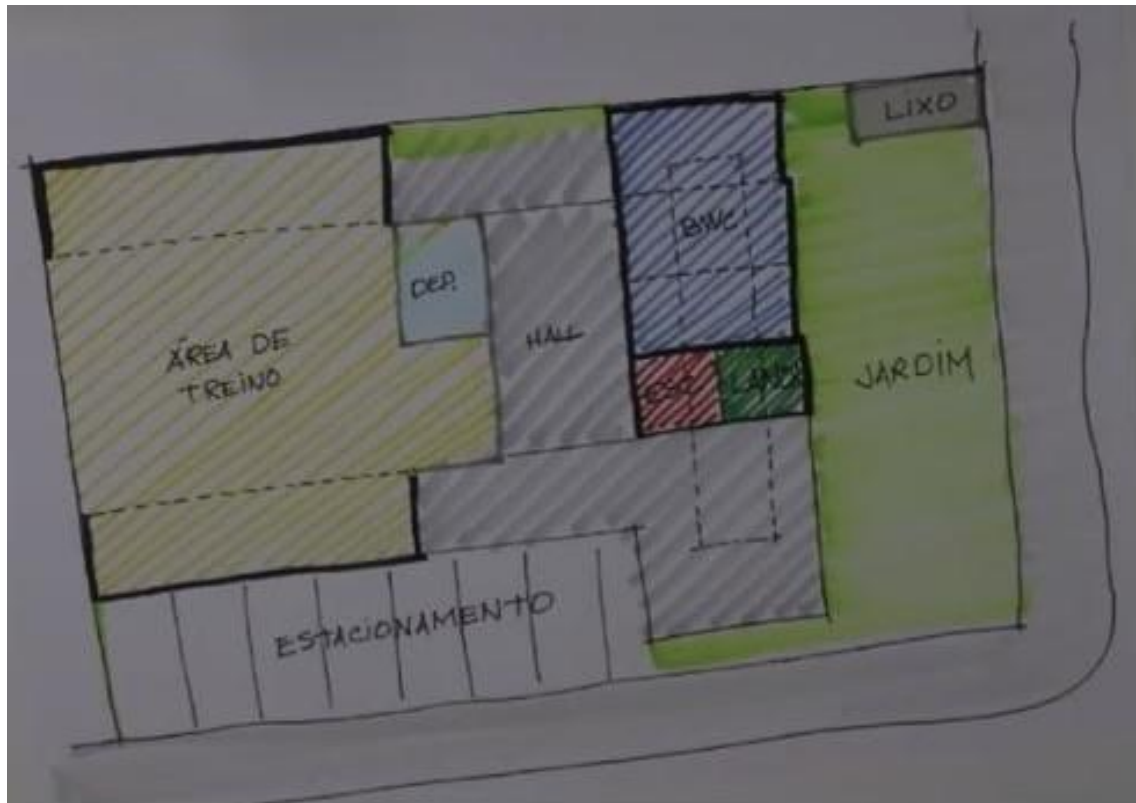 LIXO
BWC
DEP.
HALL
ÁREA DE
TREINO
JARDIM
ESTACIONAMENTO